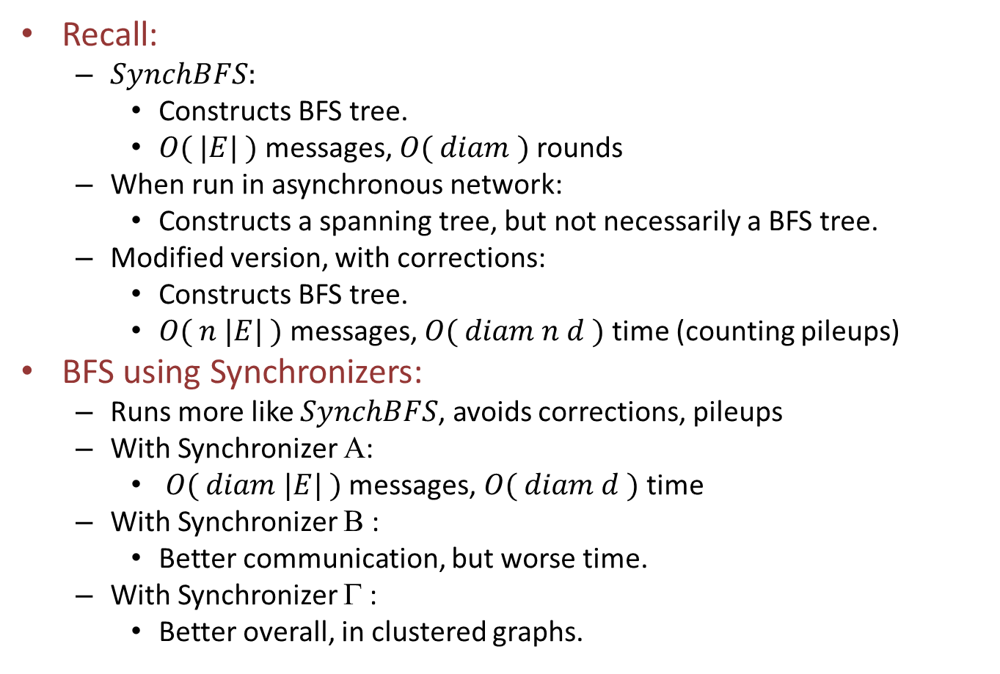 • Recall:
– SynchBFS:
• Constructs BFS tree.
• O( |E| ) messages, O( diam ) rounds
– When run in asynchronous network:
• Constructs a spanning tree, but not necessarily a BFS tree.
– Modified version, with corrections:
• Constructs BFS tree.
• O( n |E| ) messages, O( diam n d ) time (counting pileups)
• BFS using Synchronizers:
– Runs more like SynchBFS, avoids corrections, pileups
– With Synchronizer Α:
• O( diam |E| ) messages, O( diam d ) time
– With Synchronizer Β :
• Better communication, but worse time.
– With Synchronizer Γ :
• Better overall, in clustered graphs.